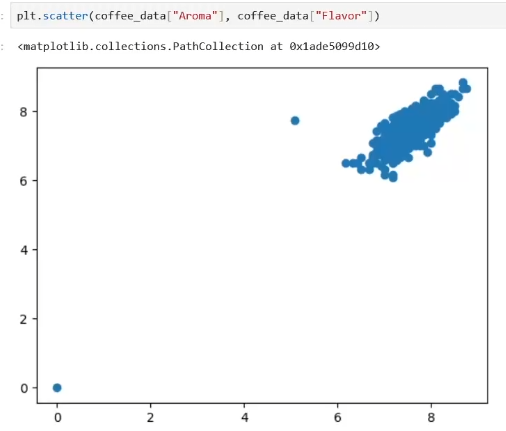 : plt.scatter(coffee_data["Aroma"], coffee_data["Flavor"])
: <matplotlib.collections.PathCollection at 0x1ade5099d10>
8
6
4
2
0
0 2 4 6 8